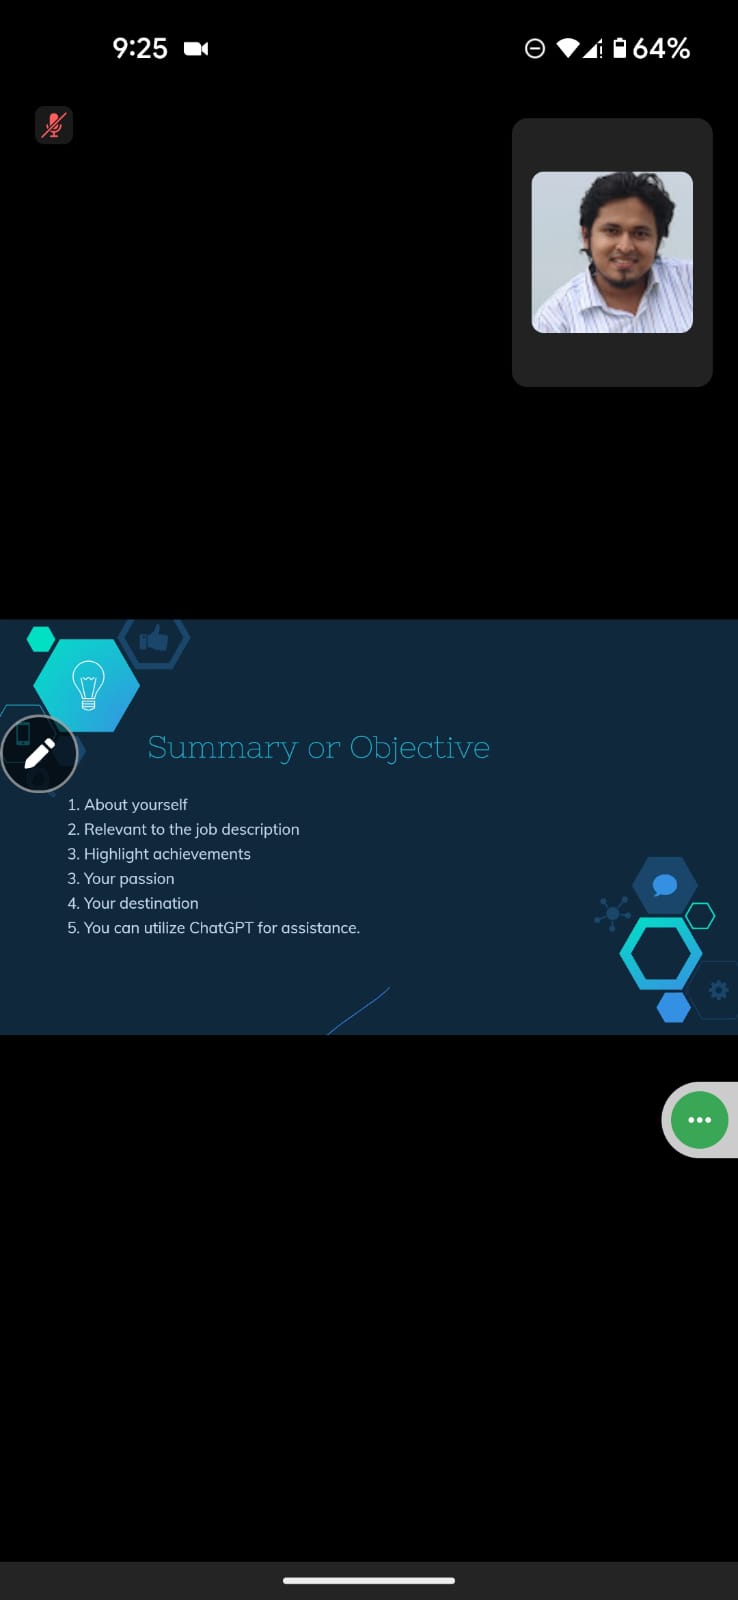 9:25
64%
Summary or Objective
1. About yourself
2. Relevant to the job description
3. Highlight achievements
3. Your passion
4. Your destination
5. You can utilize ChatGPT for assistance.